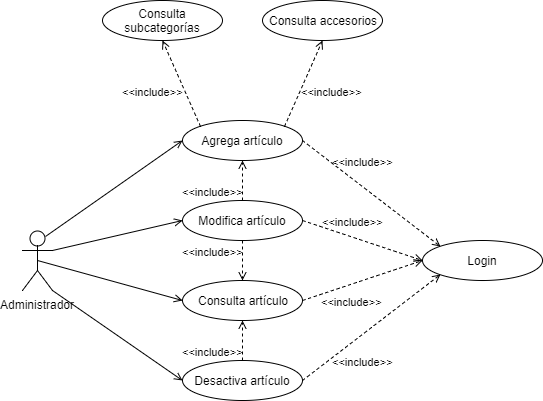 Consulta
subcategorías
Consulta accesorios
<<include>>
<<include>>
Agrega artículo
<<include>>
<<include>>
Modifica artículo
<<include>>
<<include>>
Login
Administrador
Consulta artículo
<<include>>
<<include>>
<<include>>
Desactiva artículo